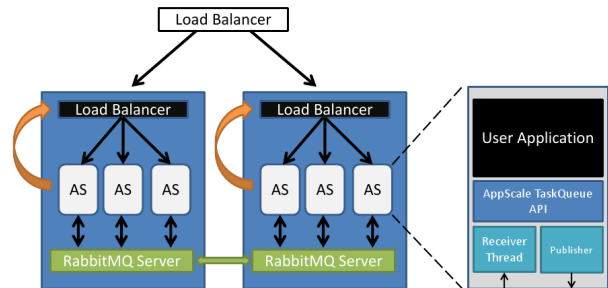 Load Balancer
Load Balancer
AS AS AS
RabbitMQ Server
Load Balancer
AS AS AS
RabbitMQ Server
User Application
AppScale TaskQueue
API
Receiver
Thread
Publisher